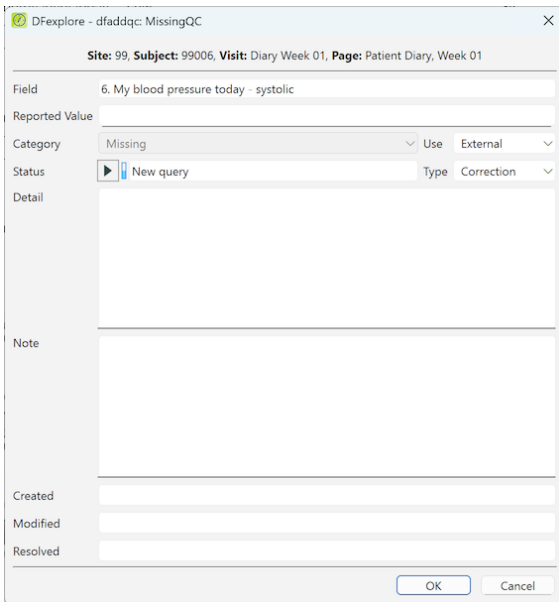 DFexplore - dfaddqc: MissingQC
Site: 99, Subject: 99006, Visit: Diary Week 01, Page: Patient Diary, Week 01
Field 6. My blood pressure today - systolic
Reported Value
Category Missing Use External
Status New query Type Correction
Detail
Note
Created
Modified
Resolved
OK Cancel